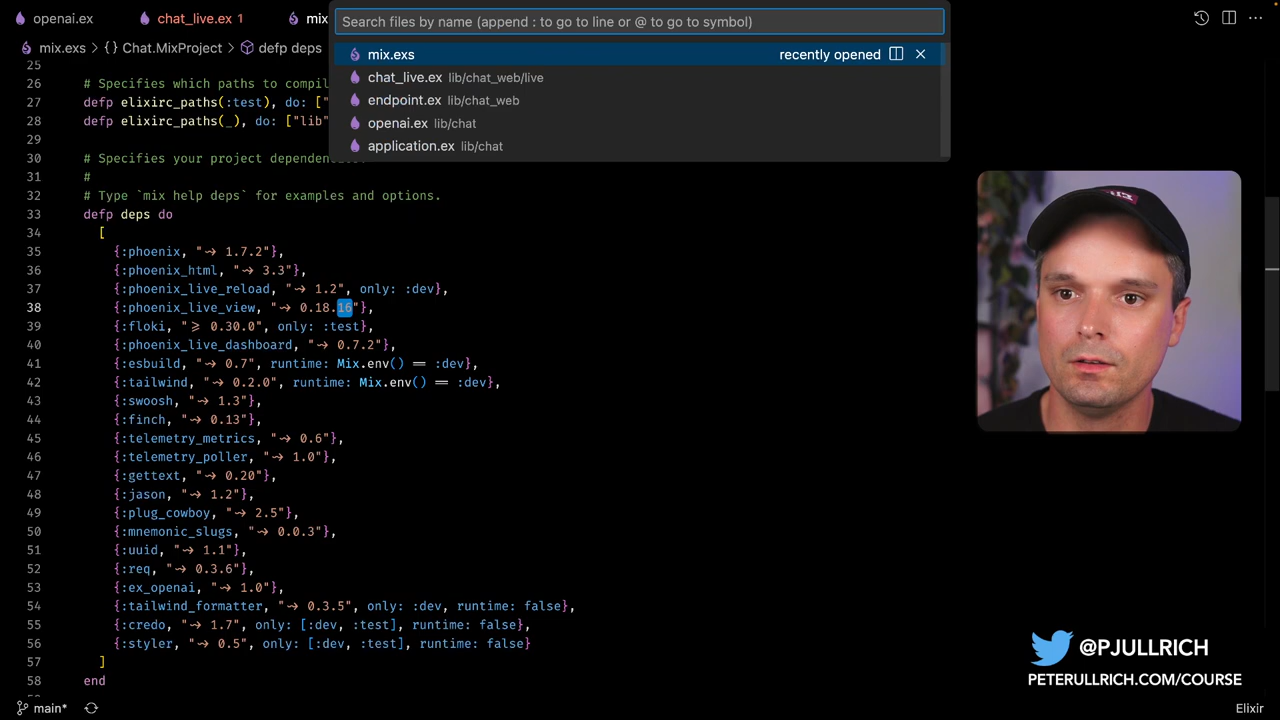 openai.ex
chat_live.ex 1
mix
Search files by name (append : to go to line or @ to go to symbol)
mix.exs recently opened
chat_live.ex lib/chat_web/live
endpoint.ex lib/chat_web
openai.ex lib/chat
application.ex lib/chat
mix.exs > {} Chat.MixProject > defp deps
25
26 # Specifies which paths to compil
27 defp elixirc_paths(:test), do: ["
28 defp elixirc_paths(_), do: ["lib"
29
30 # Specifies your project dependencies.
31 #
32 # Type `mix help deps` for examples and options.
33 defp deps do
34 [
35 {:phoenix, "~> 1.7.2"},
36 {:phoenix_html, "~> 3.3"},
37 {:phoenix_live_reload, "~> 1.2", only: :dev},
38 {:phoenix_live_view, "~> 0.18.16"},
39 {:floki, ">= 0.30.0", only: :test},
40 {:phoenix_live_dashboard, "~> 0.7.2"},
41 {:esbuild, "~> 0.7", runtime: Mix.env() == :dev},
42 {:tailwind, "~> 0.2.0", runtime: Mix.env() == :dev},
43 {:swoosh, "~> 1.3"},
44 {:finch, "~> 0.13"},
45 {:telemetry_metrics, "~> 0.6"},
46 {:telemetry_poller, "~> 1.0"},
47 {:gettext, "~> 0.20"},
48 {:jason, "~> 1.2"},
49 {:plug_cowboy, "~> 2.5"},
50 {:mnemonic_slugs, "~> 0.0.3"},
51 {:uuid, "~> 1.1"},
52 {:req, "~> 0.3.6"},
53 {:ex_openai, "~> 1.0"},
54 {:tailwind_formatter, "~> 0.3.5", only: :dev, runtime: false},
55 {:credo, "~> 1.7", only: [:dev, :test], runtime: false},
56 {:styler, "~> 0.5", only: [:dev, :test], runtime: false}
57 ]
58 end
@PJULLRICH
PETERULLRICH.COM/COURSE
main*
Elixir